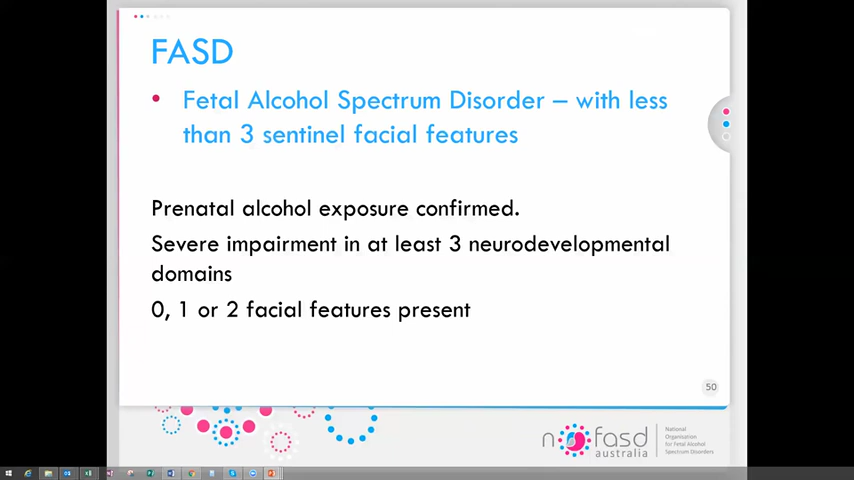 FASD
• Fetal Alcohol Spectrum Disorder – with less
than 3 sentinel facial features
Prenatal alcohol exposure confirmed.
Severe impairment in at least 3 neurodevelopmental
domains
0, 1 or 2 facial features present
50
nofasd
australia
National
Organisation
for Fetal Alcohol
Spectrum Disorders